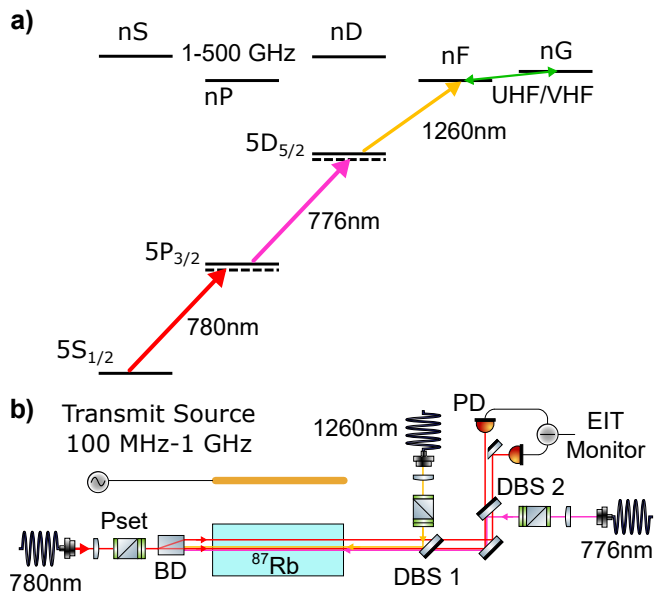 a)
nS
1-500 GHz
nD
nF
nG
nP
UHF/VHF
1260nm
5D5/2
776nm
5P3/2
780nm
5S1/2
b)
Transmit Source
100 MHz-1 GHz
1260nm
PD
EIT
Monitor
DBS 2
Pset
BD
87Rb
DBS 1
780nm
776nm